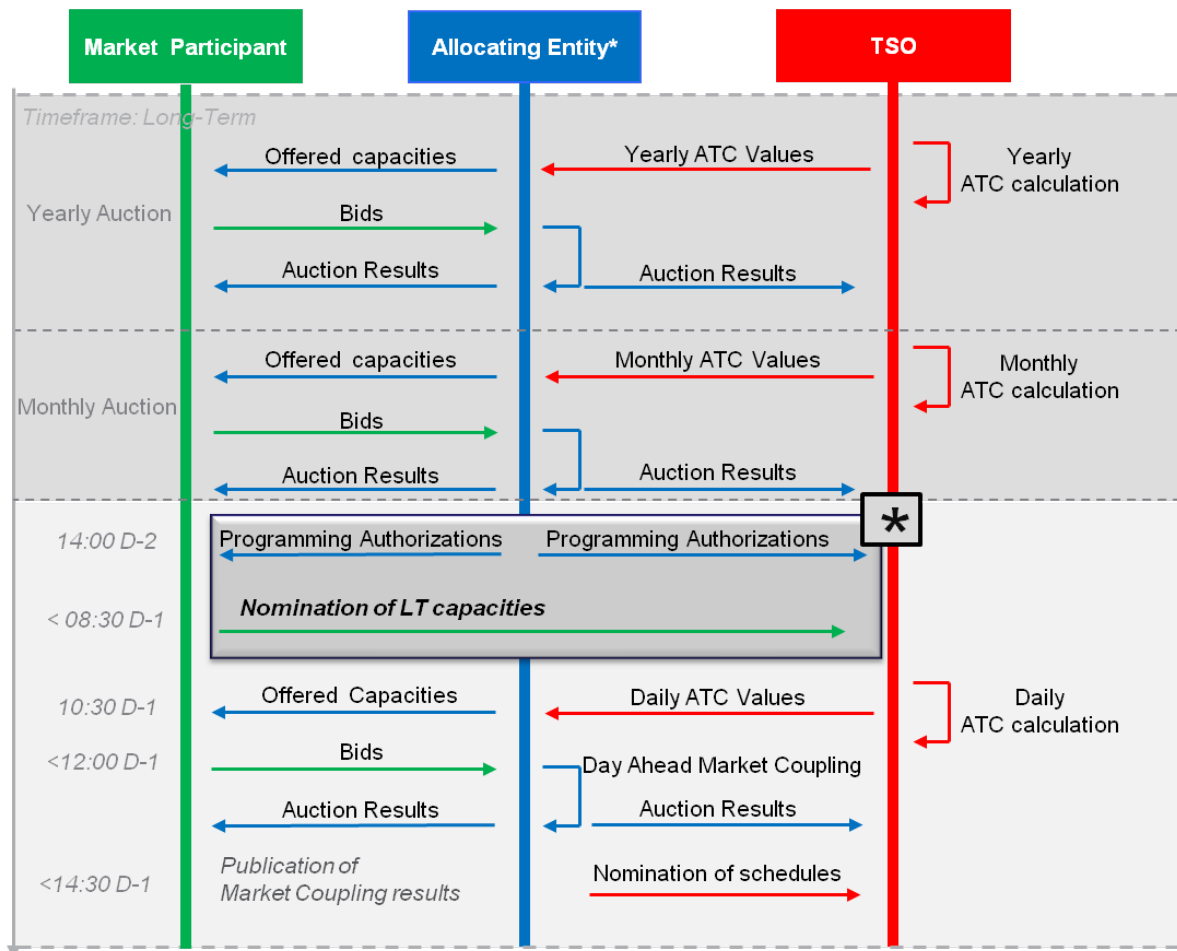 Market Participant
Allocating Entity*
TSO
Timeframe: Long-Term
Offered capacities
Yearly ATC Values
Yearly
ATC calculation
Yearly Auction
Bids
Auction Results
Auction Results
Offered capacities
Monthly ATC Values
Monthly
ATC calculation
Monthly Auction
Bids
Auction Results
Auction Results
*
14:00 D-2
Programming Authorizations
Programming Authorizations
< 08:30 D-1
Nomination of LT capacities
10:30 D-1
Offered Capacities
Daily ATC Values
Daily
ATC calculation
<12:00 D-1
Bids
Day Ahead Market Coupling
Auction Results
Auction Results
<14:30 D-1
Publication of
Market Coupling results
Nomination of schedules